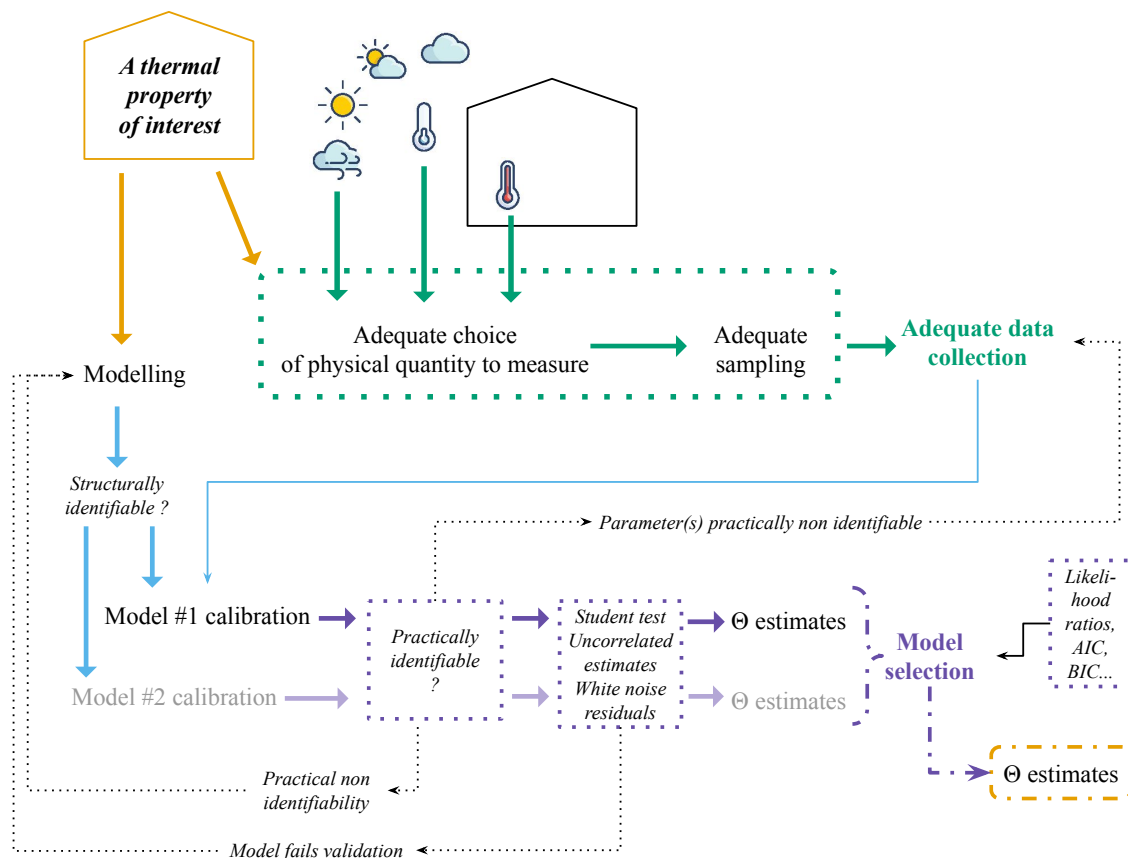 A thermal
property
of interest
Adequate choice
of physical quantity to measure
Adequate
sampling
Adequate data
collection
Modelling
Structurally
identifiable ?
Parameter(s) practically non identifiable
Model #1 calibration
Practically
identifiable
?
Student test
Uncorrelated
estimates
White noise
residuals
Θ estimates
Model
selection
Likeli-
hood
ratios,
AIC,
BIC...
Model #2 calibration
Θ estimates
Θ estimates
Practical non
identifiability
Model fails validation